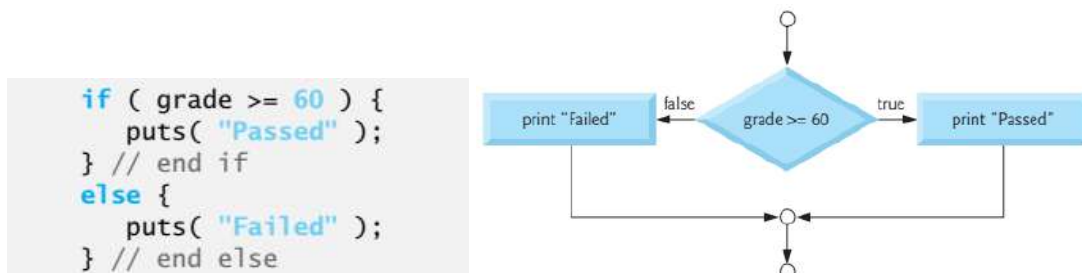 if ( grade >= 60 ) {
puts( "Passed" );
} // end if
else {
puts( "Failed" );
} // end else
print "Failed"
false
grade >= 60
true
print "Passed"